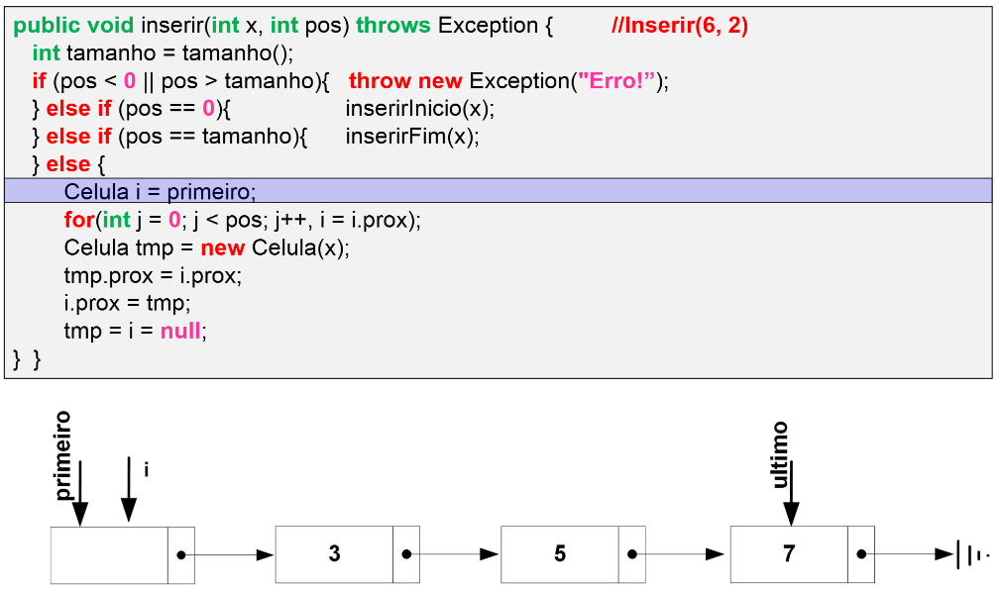 public void inserir(int x, int pos) throws Exception { //Inserir(6, 2)
int tamanho = tamanho();
if (pos < 0 || pos > tamanho){ throw new Exception("Erro!”);
} else if (pos == 0){ inserirInicio(x);
} else if (pos == tamanho){ inserirFim(x);
} else {
Celula i = primeiro;
for(int j = 0; j < pos; j++, i = i.prox);
Celula tmp = new Celula(x);
tmp.prox = i.prox;
i.prox = tmp;
tmp = i = null;
} }
primeiro
i
ultimo
3
5
7